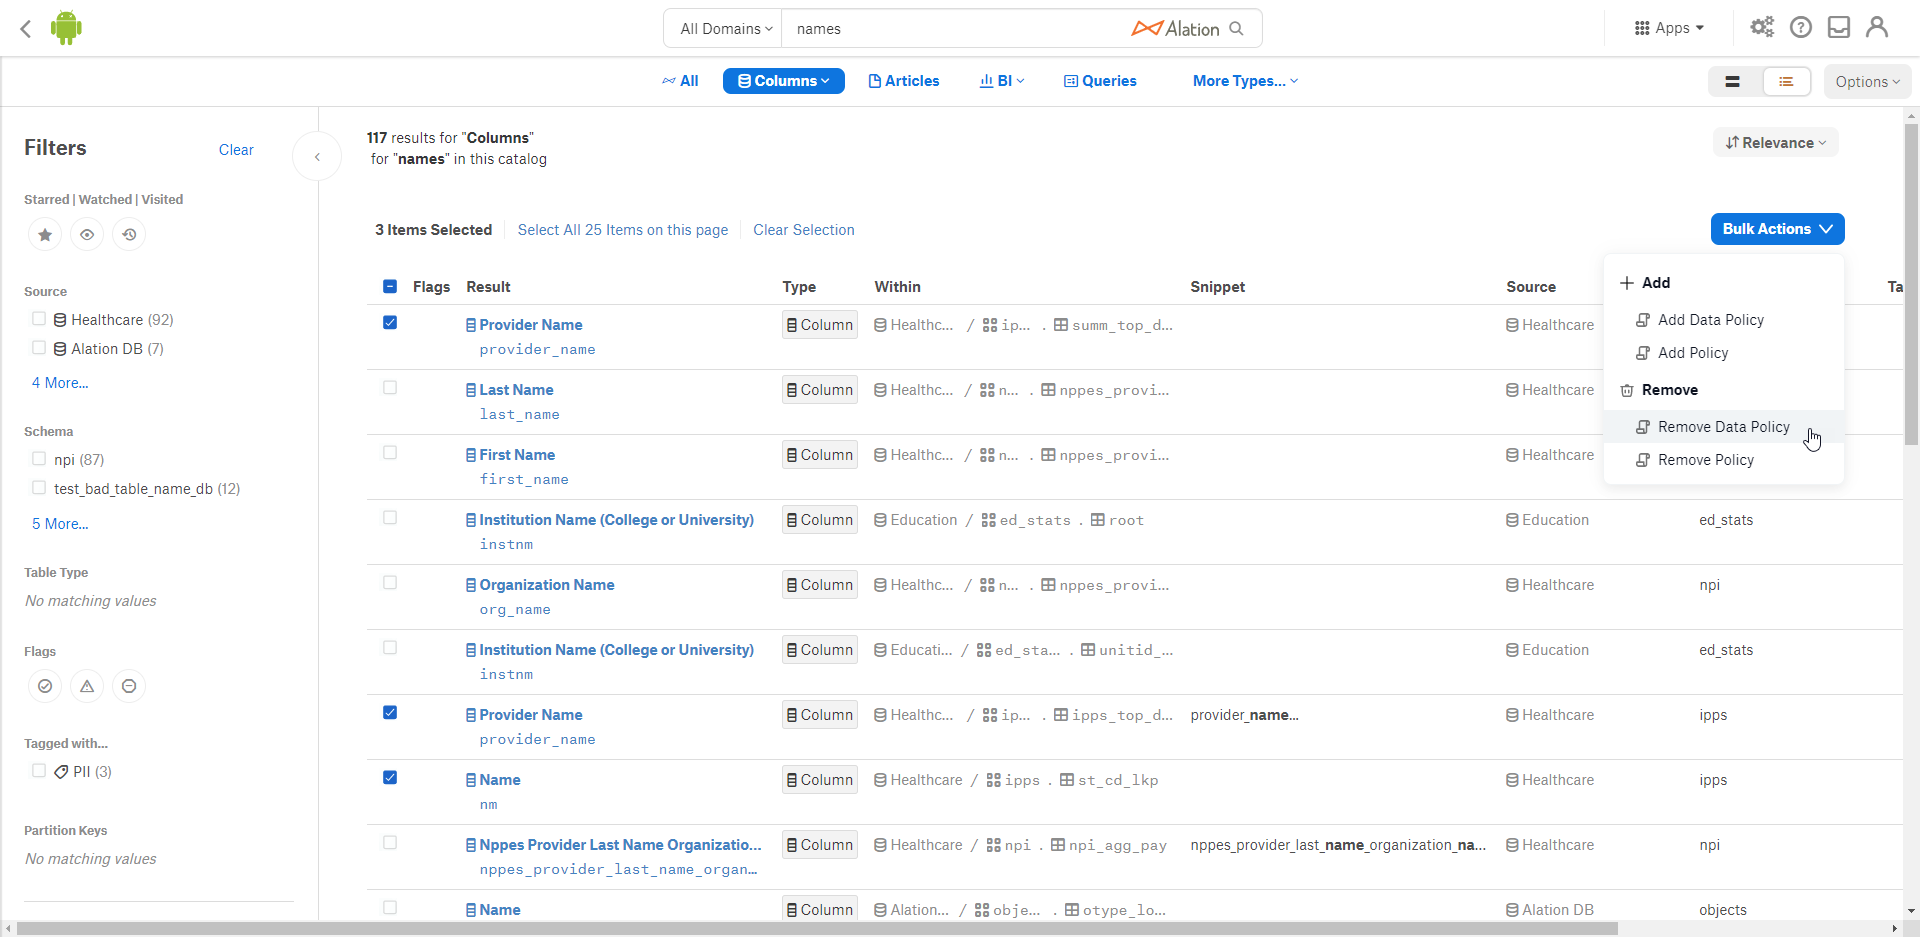 All Domains
names
Alation
Apps
All
Columns
Articles
BI
Queries
More Types...
Options
Filters
Clear
117 results for "Columns"
for "names" in this catalog
Relevance
Starred | Watched | Visited
3 Items Selected
Select All 25 Items on this page
Clear Selection
Bulk Actions
Add
Add Data Policy
Add Policy
Remove
Remove Data Policy
Remove Policy
Source
Healthcare (92)
Alation DB (7)
4 More...
Schema
npi (87)
test_bad_table_name_db (12)
5 More...
Table Type
No matching values
Flags
Tagged with...
PII (3)
Partition Keys
No matching values
Flags Result Type Within Snippet Source Ta
Provider Name Column Healthc... / ip... . summ_top_d... Healthcare
provider_name
Last Name Column Healthc... / n... . nppes_provi... Healthcare
last_name
First Name Column Healthc... / n... . nppes_provi... Healthcare
first_name
Institution Name (College or University) Column Education / ed_stats . root Education ed_stats
instnm
Organization Name Column Healthc... / n... . nppes_provi... Healthcare npi
org_name
Institution Name (College or University) Column Educati... / ed_sta... . unitid_... Education ed_stats
instnm
Provider Name Column Healthc... / ip... . ipps_top_d... provider_name... Healthcare ipps
provider_name
Name Column Healthcare / ipps . st_cd_lkp Healthcare ipps
nm
Nppes Provider Last Name Organizatio... Column Healthcare / npi . npi_agg_pay nppes_provider_last_name_organization_na... Healthcare npi
nppes_provider_last_name_organ...
Name Column Alation... / obje... . otype_lo... Alation DB objects